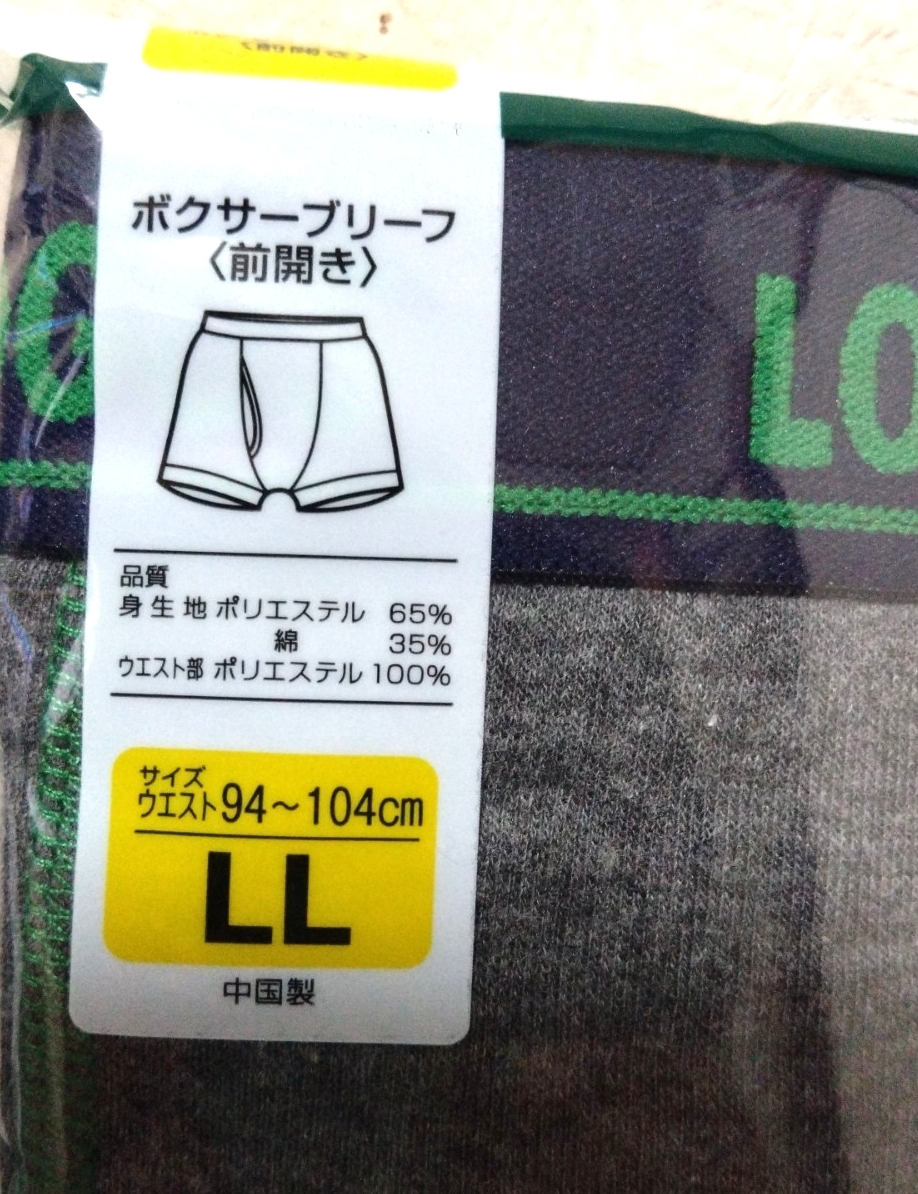 ボクサーブリーフ
〈前開き〉
品質
身生地 ポリエステル 65%
綿 35%
ウエスト部 ポリエステル 100%
サイズ
ウエスト94～104cm
LL
中国製
LO